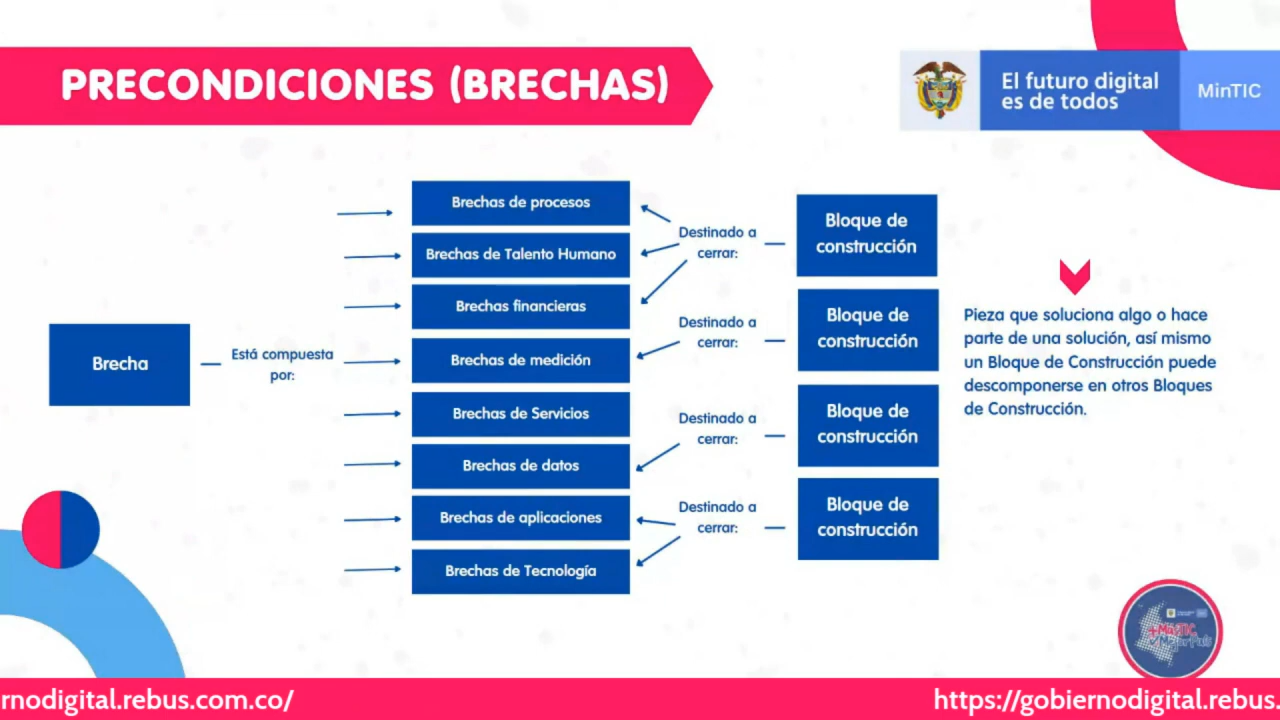 PRECONDICIONES (BRECHAS)
El futuro digital
es de todos
MinTIC
Brecha
Está compuesta
por:
Brechas de procesos
Brechas de Talento Humano
Brechas financieras
Brechas de medición
Brechas de Servicios
Brechas de datos
Brechas de aplicaciones
Brechas de Tecnología
Destinado a
cerrar:
Destinado a
cerrar:
Destinado a
cerrar:
Destinado a
cerrar:
Bloque de
construcción
Bloque de
construcción
Bloque de
construcción
Bloque de
construcción
Pieza que soluciona algo o hace
parte de una solución, así mismo
un Bloque de Construcción puede
descomponerse en otros Bloques
de Construcción.
+MinTIC
MejorPaís
rnodigital.rebus.com.co/
https://gobiernodigital.rebus.